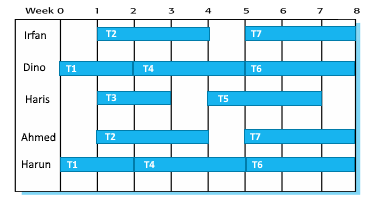 Week 0 1 2 3 4 5 6 7 8
Irfan T2 T7
Dino T1 T4 T6
Haris T3 T5
Ahmed T2 T7
Harun T1 T4 T6